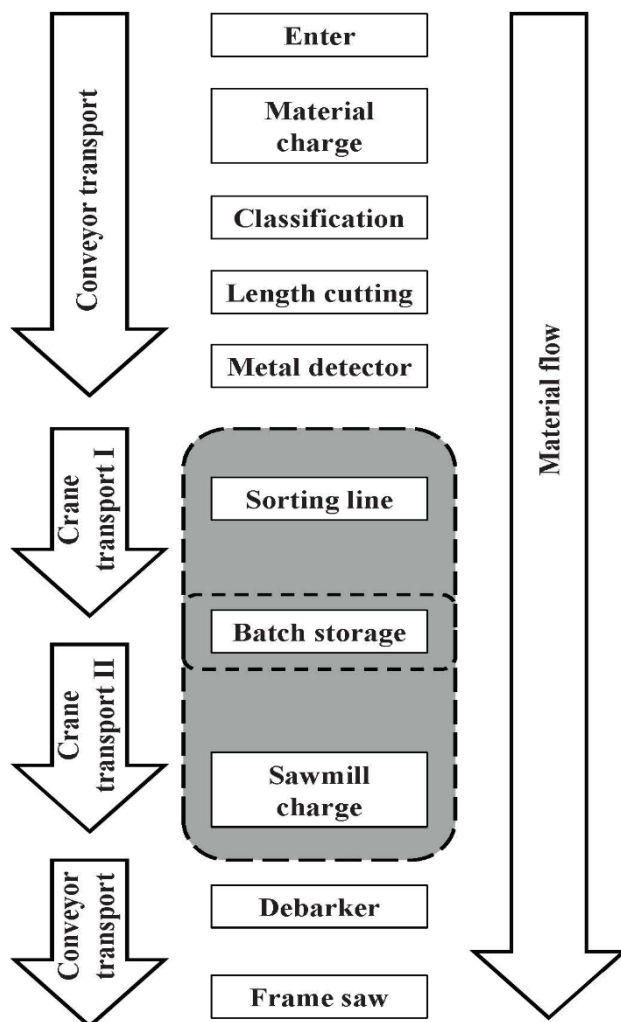 Enter
Material
charge
Classification
Length cutting
Metal detector
Sorting line
Batch storage
Sawmill
charge
Debarker
Frame saw
Conveyor transport
Crane
transport I
Crane
transport II
Conveyor
transport
Material flow